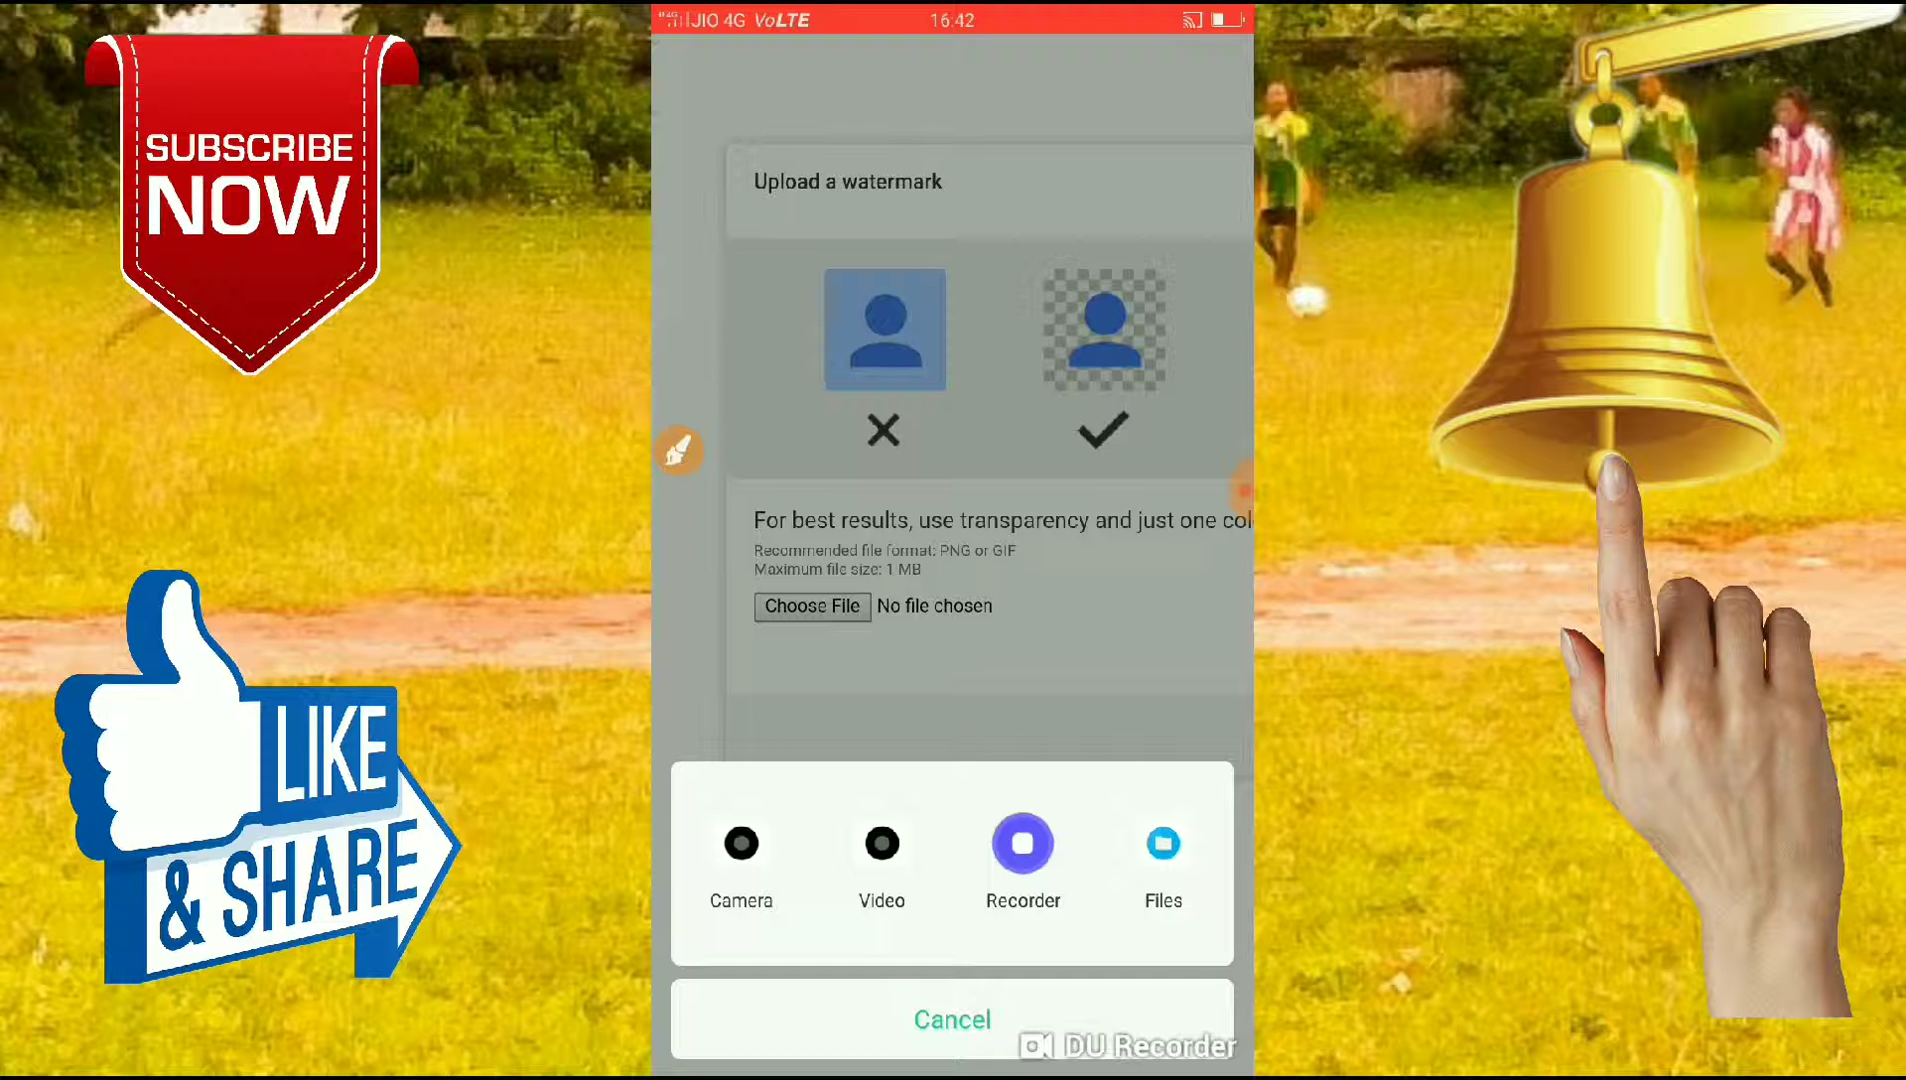 SUBSCRIBE
NOW
LIKE
& SHARE
JIO 4G VoLTE 16:42
Upload a watermark
For best results, use transparency and just one col
Recommended file format: PNG or GIF
Maximum file size: 1 MB
Choose File No file chosen
Camera Video Recorder Files
Cancel
DU Recorder